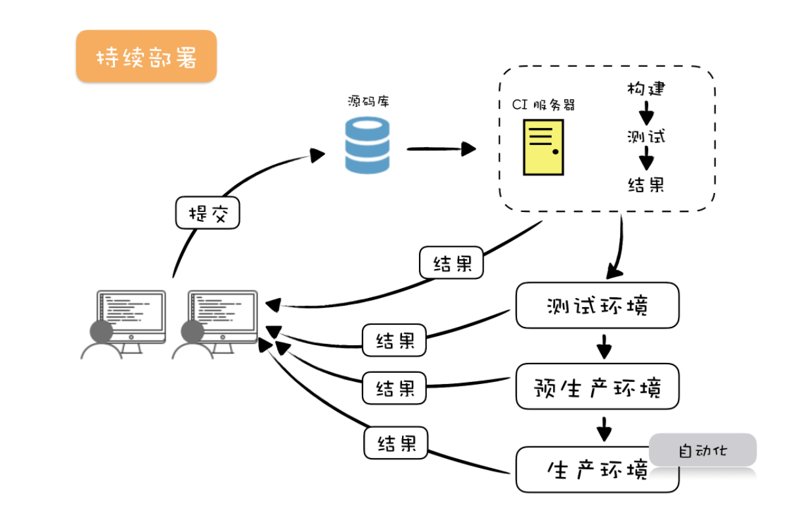 持续部署
源码库
CI 服务器
构建
测试
结果
提交
结果
测试环境
结果
预生产环境
结果
生产环境
自动化
结果